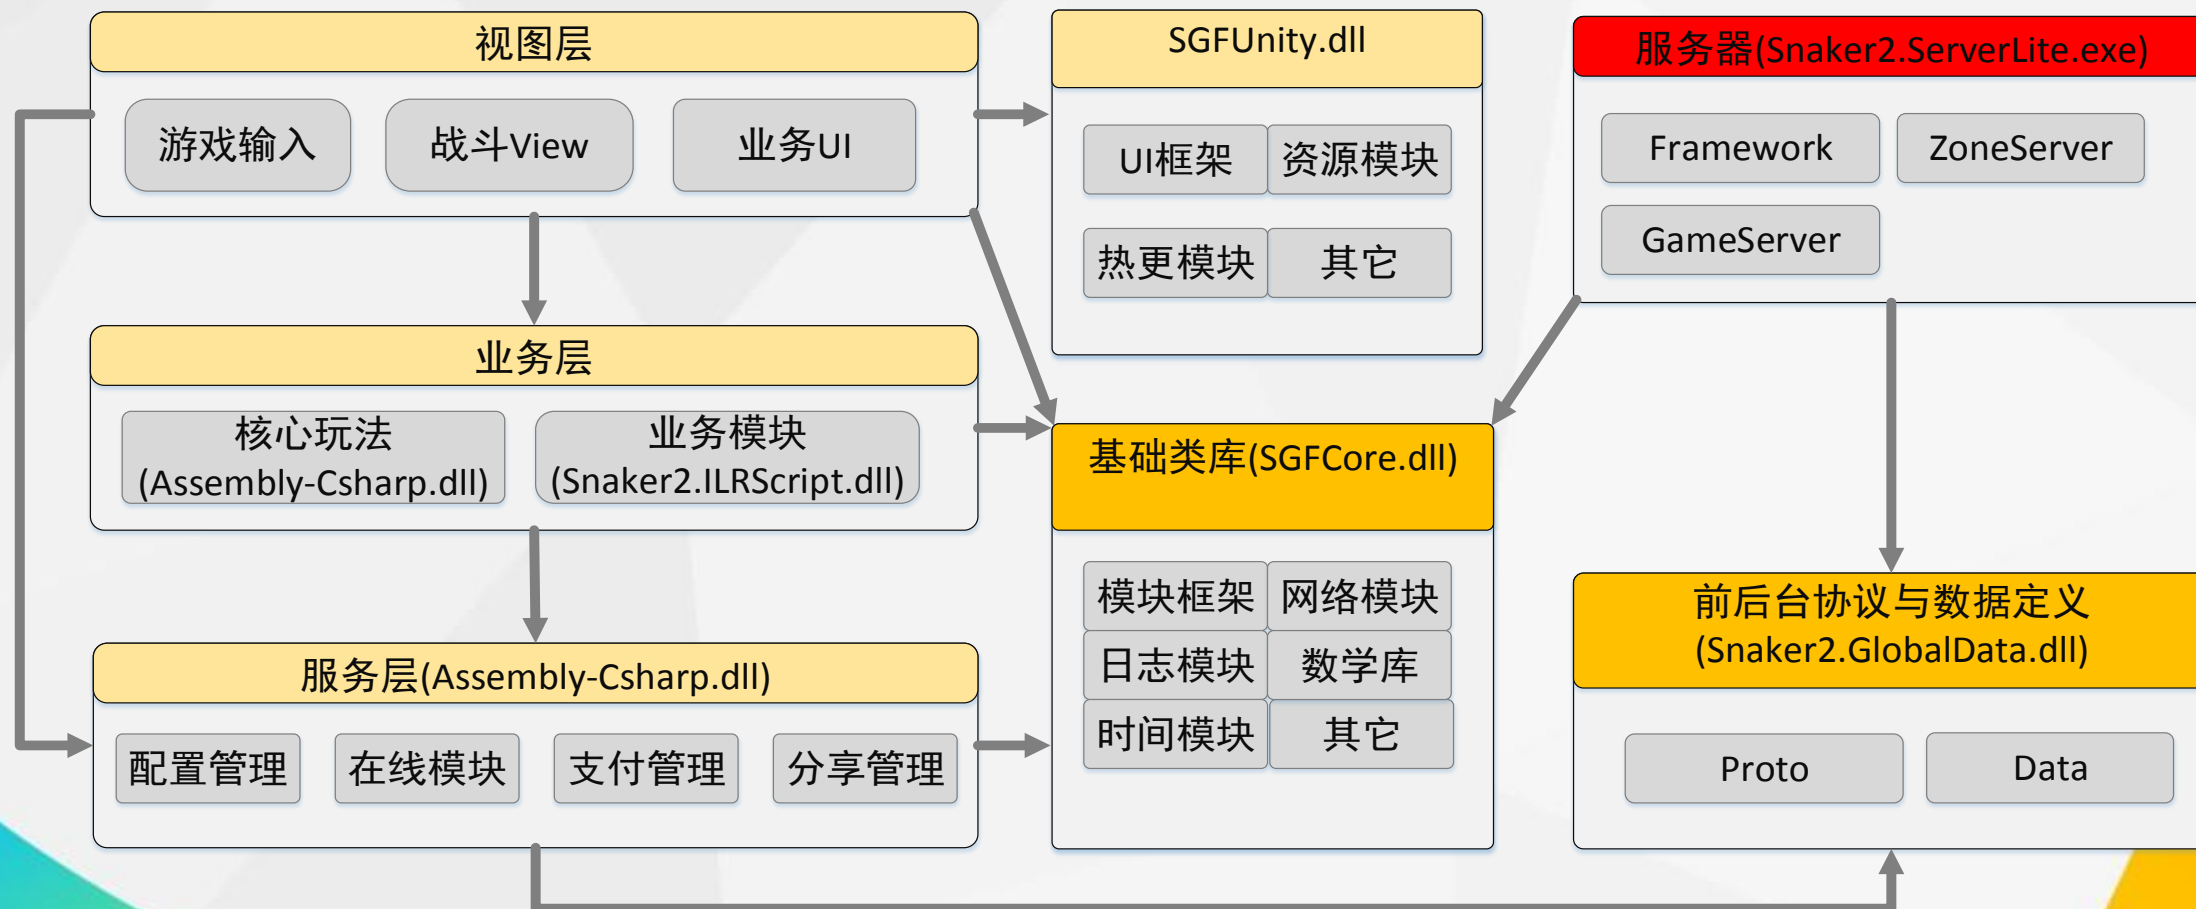 视图层
游戏输入
战斗View
业务UI
业务层
核心玩法
(Assembly-Csharp.dll)
业务模块
(Snaker2.ILRScript.dll)
服务层(Assembly-Csharp.dll)
配置管理
在线模块
支付管理
分享管理
SGFUnity.dll
UI框架
资源模块
热更模块
其它
基础类库(SGFCore.dll)
模块框架
网络模块
日志模块
数学库
时间模块
其它
服务器(Snaker2.ServerLite.exe)
Framework
ZoneServer
GameServer
前后台协议与数据定义
(Snaker2.GlobalData.dll)
Proto
Data